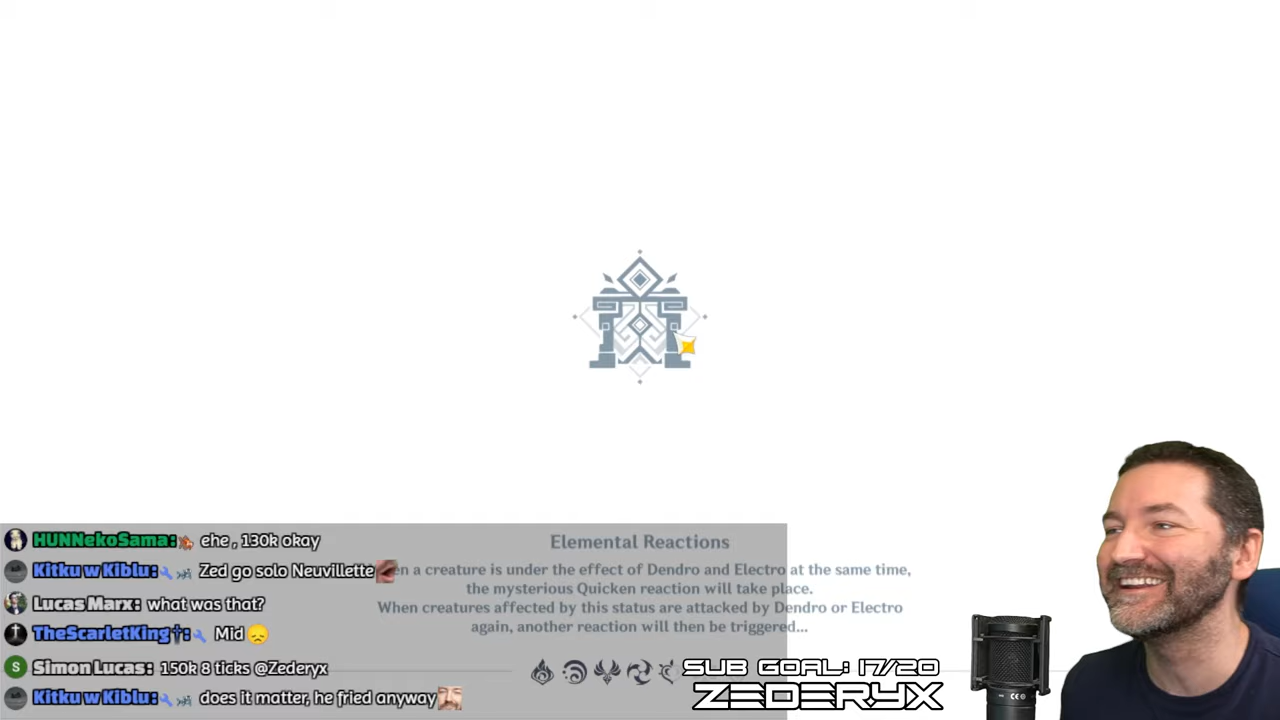 HUNNekoSama: ehe , 130k okay
Kitku w Kiblu: Zed go solo Neuvillette
Lucas Marx: what was that?
TheScarletKing†: Mid
Simon Lucas: 150k 8 ticks @Zederyx
Kitku w Kiblu: does it matter, he fried anyway
Elemental Reactions
en a creature is under the effect of Dendro and Electro at the same time,
the mysterious Quicken reaction will take place.
When creatures affected by this status are attacked by Dendro or Electro
again, another reaction will then be triggered...
SUB GOAL: 17/20
ZEDERYX